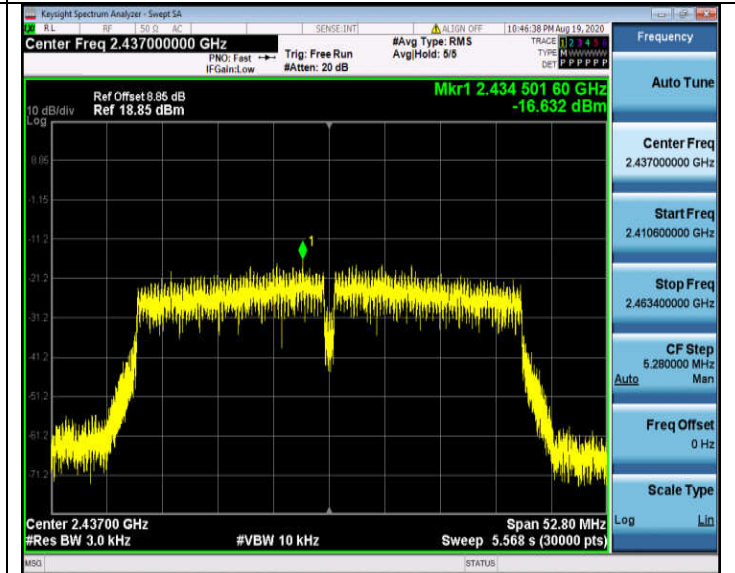 Keysight Spectrum Analyzer - Swept SA
RL RF 50 Ω AC SENSE:INT ALIGN OFF 10:46:38 PM Aug 19, 2020
Center Freq 2.437000000 GHz
PNO: Fast
IFGain:Low
Trig: Free Run
#Atten: 20 dB
#Avg Type: RMS
Avg|Hold: 5/5
TRACE 1 2 3 4 5 6
TYPE MWWWWW
DET P P P P P P
Ref Offset 8.85 dB
Ref 18.85 dBm
10 dB/div
Log
Mkr1 2.434 501 60 GHz
-16.632 dBm
8.85
-1.15
-11.2
-21.2
-31.2
-41.2
-51.2
-61.2
-71.2
1
Center 2.43700 GHz
#Res BW 3.0 kHz
#VBW 10 kHz
Span 52.80 MHz
Sweep 5.568 s (30000 pts)
MSG
STATUS
Frequency
Auto Tune
Center Freq
2.437000000 GHz
Start Freq
2.410600000 GHz
Stop Freq
2.463400000 GHz
CF Step
5.280000 MHz
Auto Man
Freq Offset
0 Hz
Scale Type
Log Lin